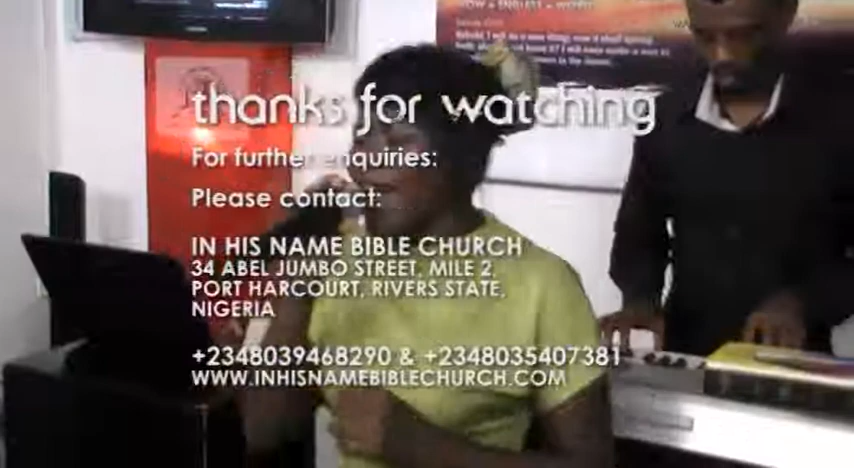 thanks for watching
For further enquiries:
Please contact:
IN HIS NAME BIBLE CHURCH
34 ABEL JUMBO STREET, MILE 2,
PORT HARCOURT, RIVERS STATE,
NIGERIA
+2348039468290 & +2348035407381
WWW.INHISNAMEBIBLECHURCH.COM